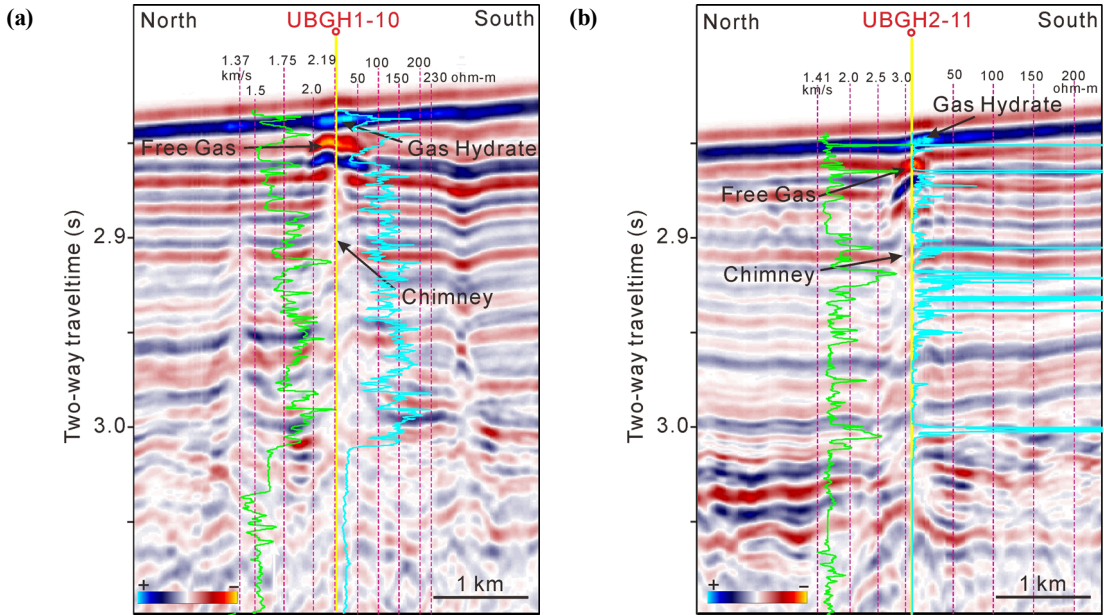 (a)
North
UBGH1-10
South
1.37
km/s
1.5
1.75
2.0
2.19
50
100
150
200
230 ohm-m
Free Gas
Gas Hydrate
Chimney
Two-way traveltime (s)
2.9
3.0
+
−
1 km
(b)
North
UBGH2-11
South
1.41
km/s
2.0
2.5
3.0
50
100
150
200
ohm-m
Gas Hydrate
Free Gas
Chimney
Two-way traveltime (s)
2.9
3.0
+
−
1 km